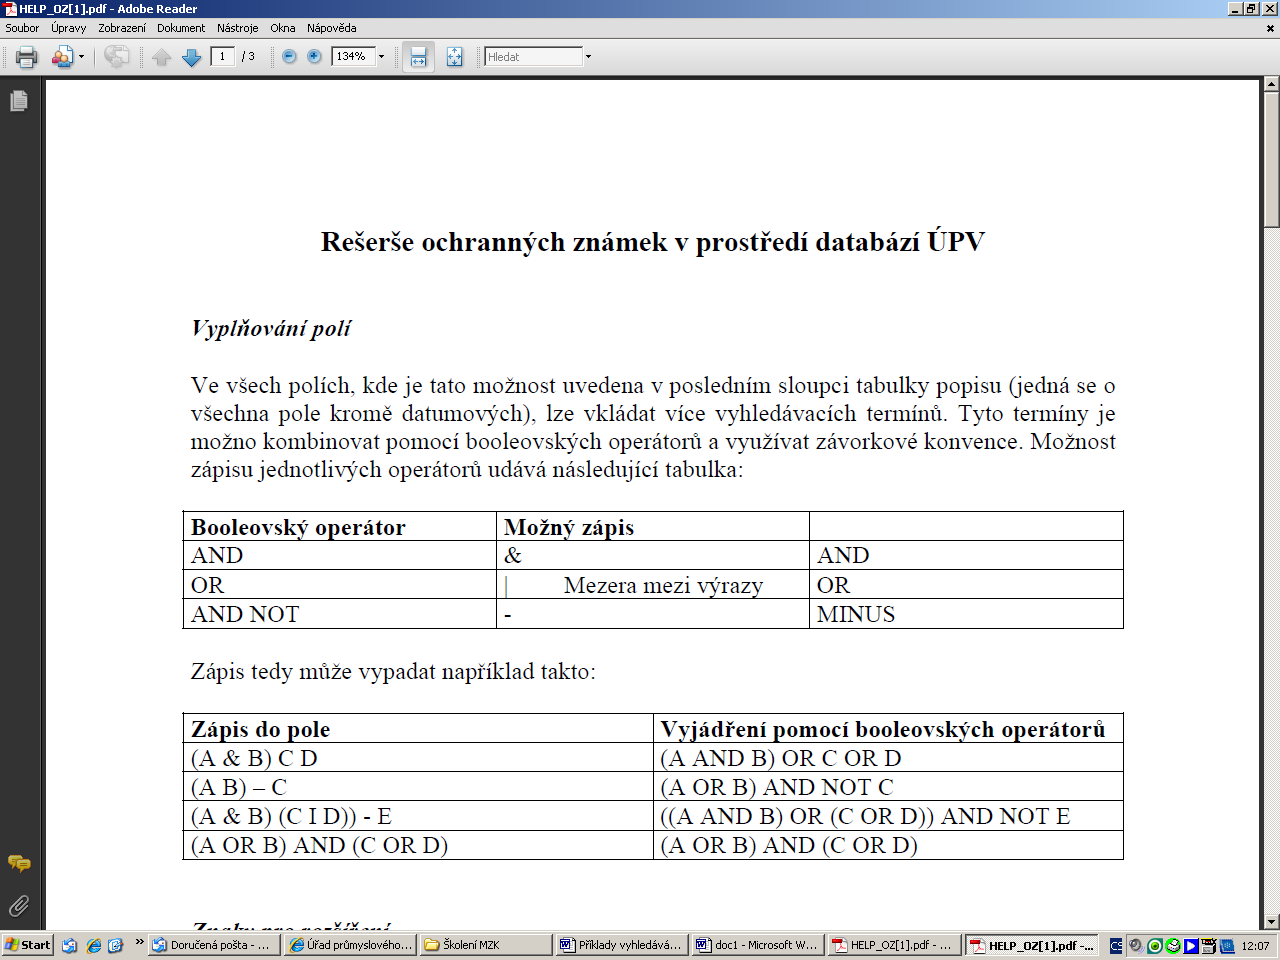 HELP_OZ[1].pdf - Adobe Reader
Soubor Úpravy Zobrazení Dokument Nástroje Okna Nápověda
1 / 3 134% Hledat
Rešerše ochranných známek v prostředí databází ÚPV
Vyplňování polí
Ve všech polích, kde je tato možnost uvedena v posledním sloupci tabulky popisu (jedná se o
všechna pole kromě datumových), lze vkládat více vyhledávacích termínů. Tyto termíny je
možno kombinovat pomocí booleovských operátorů a využívat závorkové konvence. Možnost
zápisu jednotlivých operátorů udává následující tabulka:
Booleovský operátor Možný zápis
AND & AND
OR | Mezera mezi výrazy OR
AND NOT - MINUS
Zápis tedy může vypadat například takto:
Zápis do pole Vyjádření pomocí booleovských operátorů
(A & B) C D (A AND B) OR C OR D
(A B) – C (A OR B) AND NOT C
(A & B) (C I D)) - E ((A AND B) OR (C OR D)) AND NOT E
(A OR B) AND (C OR D) (A OR B) AND (C OR D)
Znaky pro rozšíření
Start » Doručená pošta - ... Úřad průmyslového... Školení MZK Příklady vyhledává... doc1 - Microsoft W... HELP_OZ[1].pdf - ... HELP_OZ[1].pdf -... CS 12:07